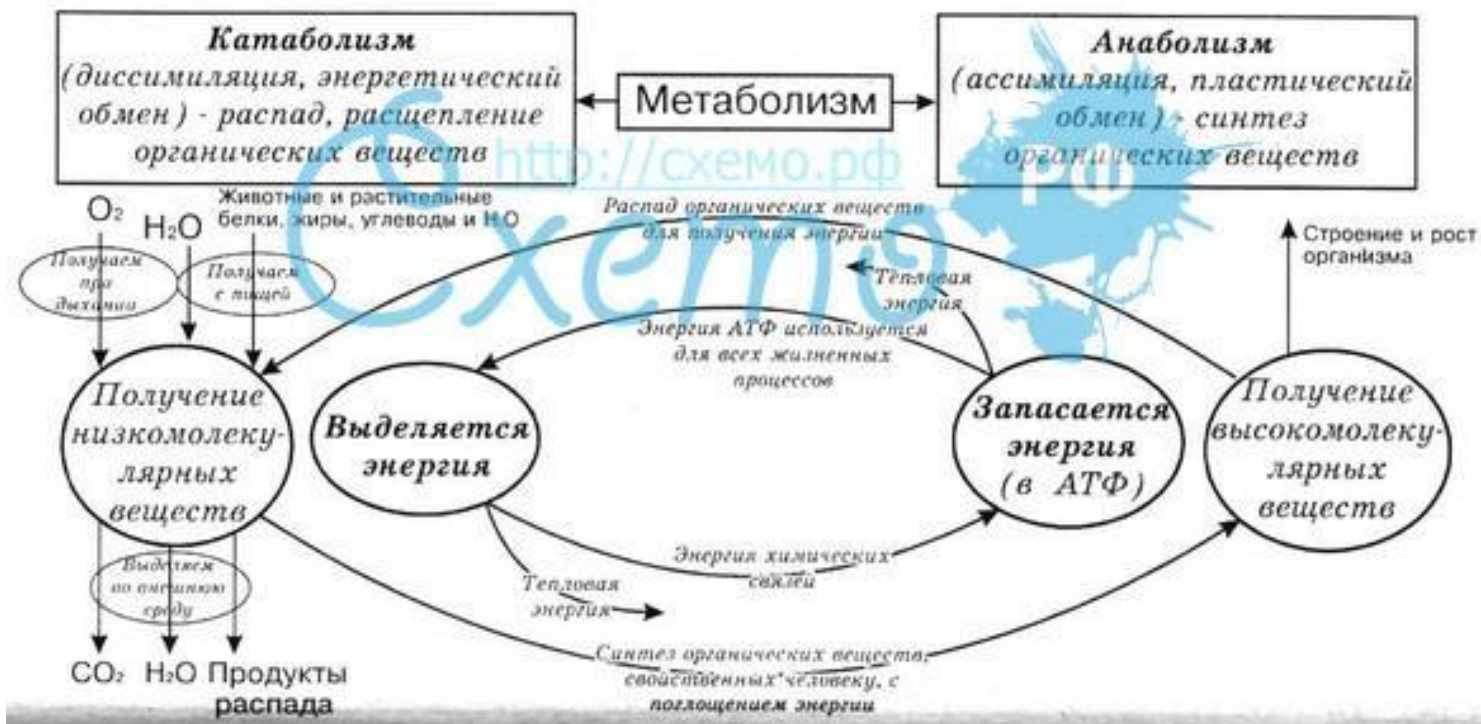 Катаболизм
(диссимиляция, энергетический
обмен) - распад, расщепление
органических веществ
Метаболизм
Анаболизм
(ассимиляция, пластический
обмен) - синтез
органических веществ
http://схемо.рф
Схемо
РФ
O₂
H₂O
Животные и растительные
белки, жиры, углеводы и H₂O
Получаем
при
дыхании
Получаем
с пищей
Распад органических веществ
для получения энергии
Тепловая
энергия
Строение и рост
организма
Энергия АТФ используется
для всех жизненных
процессов
Получение
низкомолеку-
лярных
веществ
Выделяется
энергия
Запасается
энергия
(в АТФ)
Получение
высокомолеку-
лярных
веществ
Энергия химических
связей
Тепловая
энергия
Выделяем
во внешнюю
среду
CO₂
H₂O
Продукты
распада
Синтез органических веществ,
свойственных человеку, с
поглощением энергии